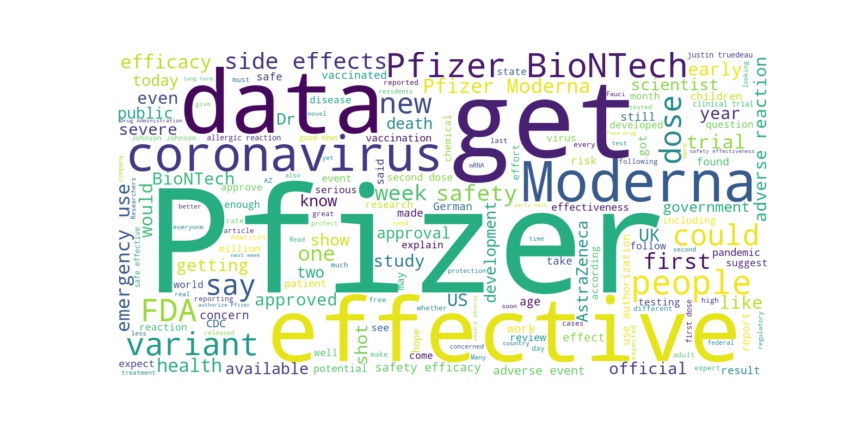 efficacy
side effects
Pfizer BioNTech
early
justin truedeau
long term
must
safe
vaccinated
state
looking
today
data
get
Pfizer Moderna
scientist
reported
residents
Fauci
month
children
even
give
disease
new
tested
clinical trial
public
Drug Administration
novel
Dr
death
still
developed
dose
year
question
severe
Johnson Johnson
allergic reaction
vaccination
chemical
last
virus
every
got
trial
safety effectiveness
coronavirus
said
mRNA
effort
test
risk
following
found
adverse reaction
yet
BioNTech
AZ
also
event
second dose
Moderna
company
Researchers
approve
serious
week
safety
government
emergency use
would
better
enough
know
research
German
effectiveness
including
everyone
rate
great
made
UK
could
safe effective
article
protect
explain
Pfizer
American
Read
show
approval
development
time
follow
first
pandemic
million
take
second
suggest
getting
one
study
AstraZeneca
according
people
next week
world
say
two
much
may
protection
real
patient
testing
high
reporting
authorize Pfizer
approved
free
US
age
soon
use authorization
different
like
FDA
concern
whether
first dose
reaction
CDC
effective
work
cases
report
regulatory
released
see
review
effect
federal
less
variant
shot
hope
country
day
expected
well
make
come
concerned
Many
adult
expect
health
available
potential
safety efficacy
adverse event
official
expert
result
treatment